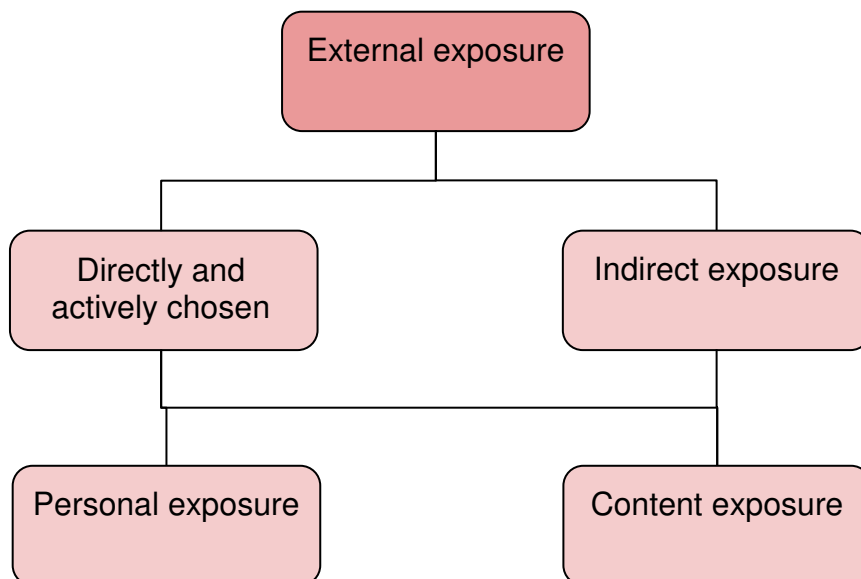 External exposure
Directly and
actively chosen
Indirect exposure
Personal exposure
Content exposure